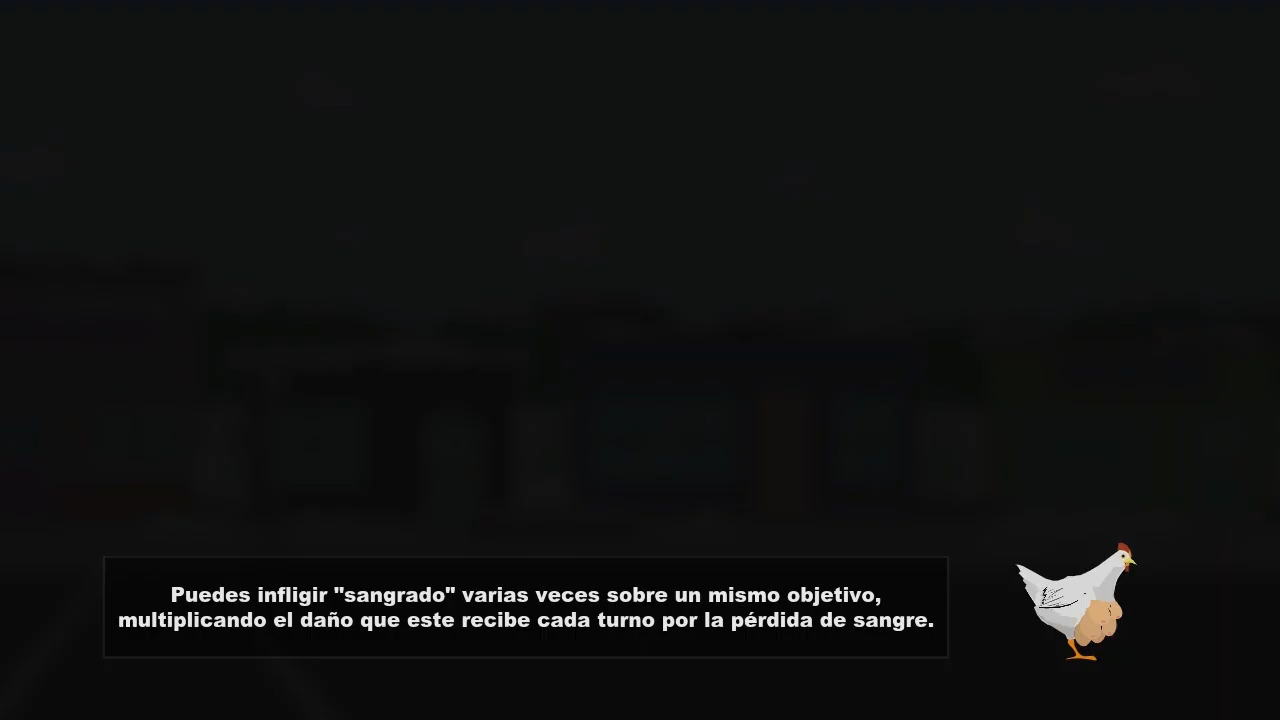 Puedes infligir "sangrado" varias veces sobre un mismo objetivo,
multiplicando el daño que este recibe cada turno por la pérdida de sangre.